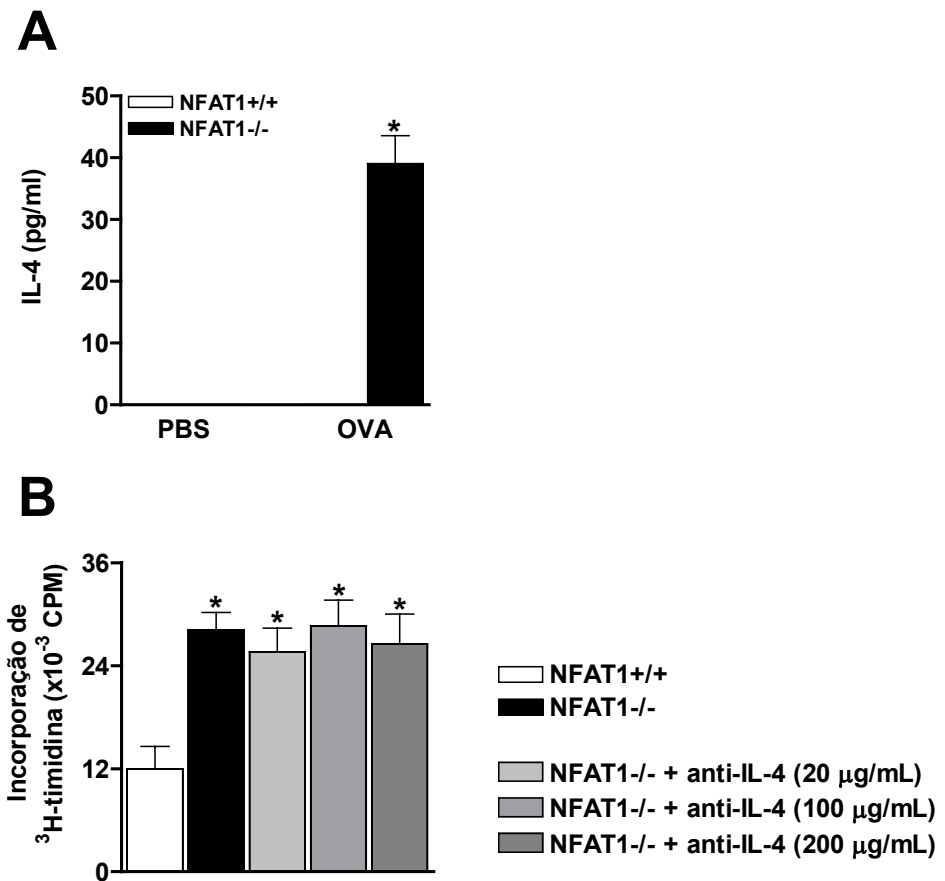 A
50
NFAT1+/+
NFAT1-/-
*
40
30
20
10
0
IL-4 (pg/ml)
PBS
OVA
B
Incorporação de
³H-timidina (x10⁻³ CPM)
36
24
12
0
*
*
*
*
NFAT1+/+
NFAT1-/-
NFAT1-/- + anti-IL-4 (20 μg/mL)
NFAT1-/- + anti-IL-4 (100 μg/mL)
NFAT1-/- + anti-IL-4 (200 μg/mL)